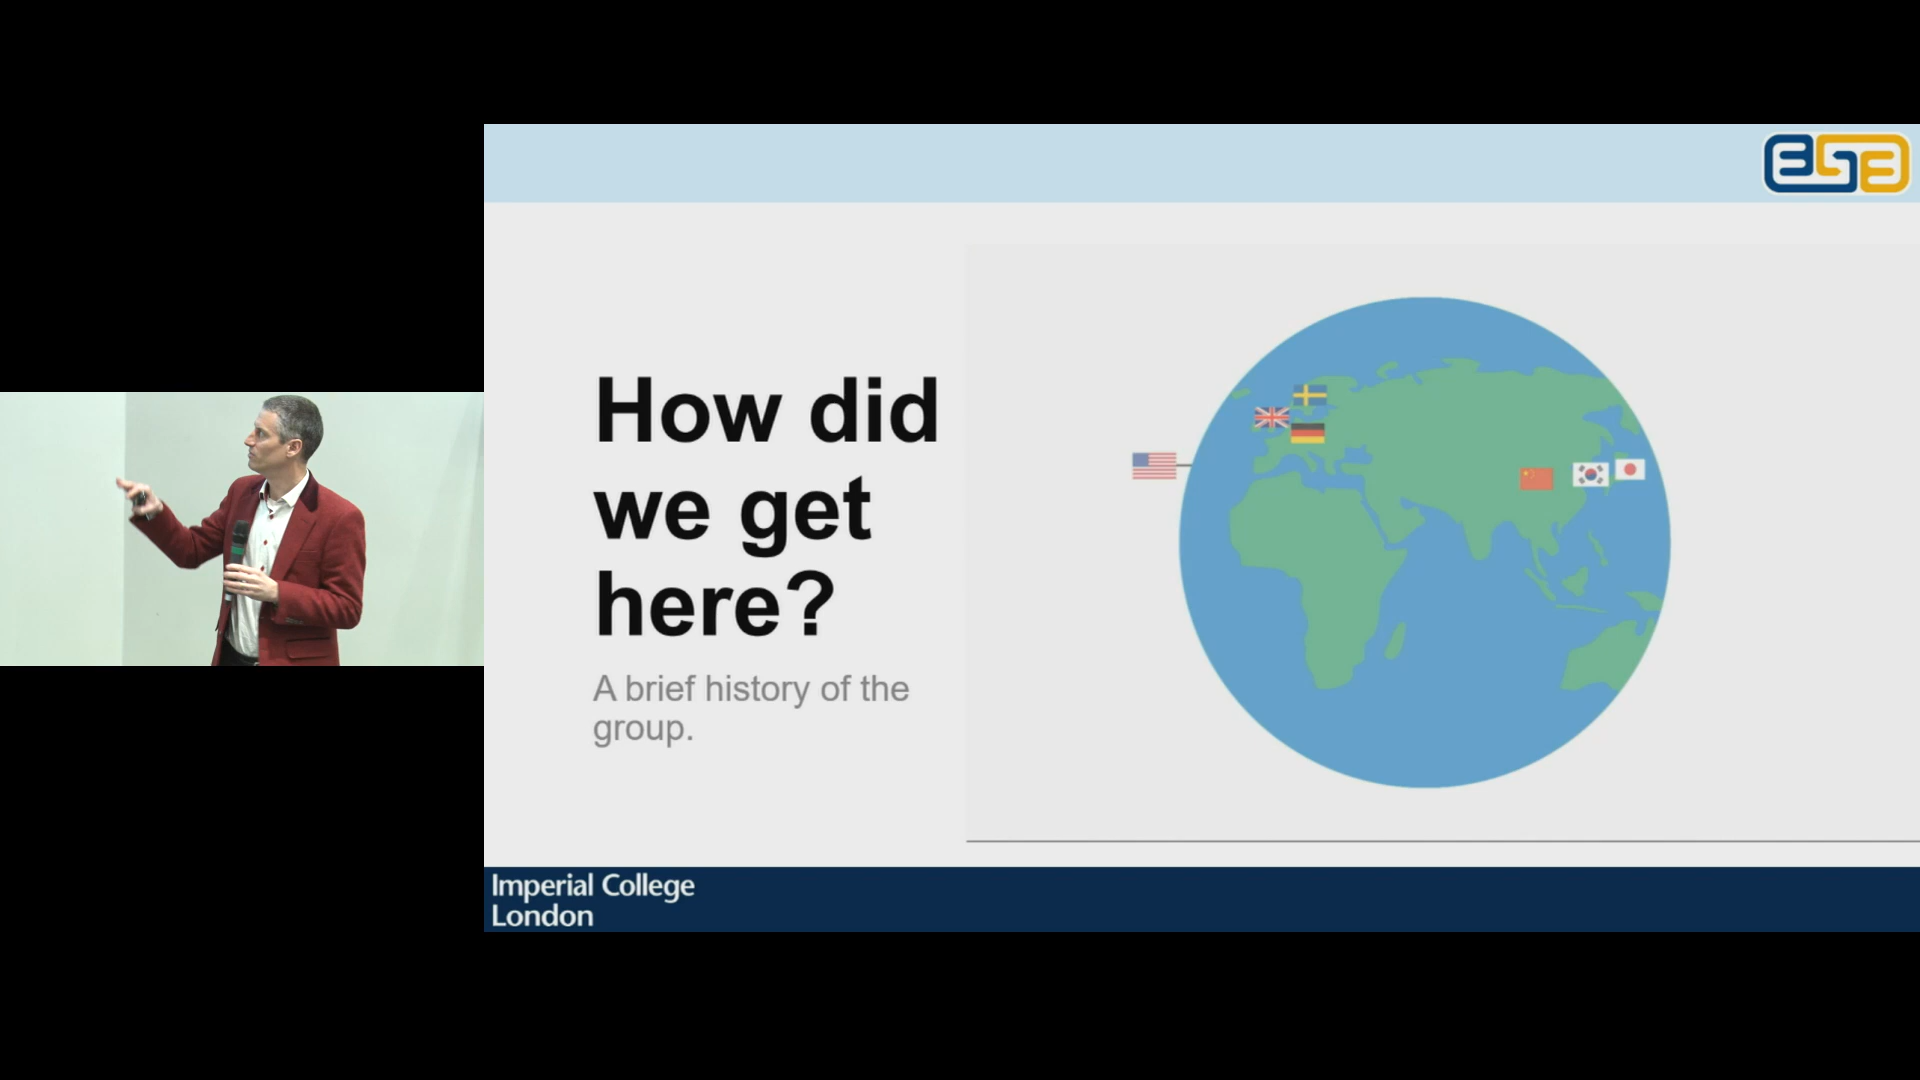 How did
we get
here?
A brief history of the
group.
Imperial College
London